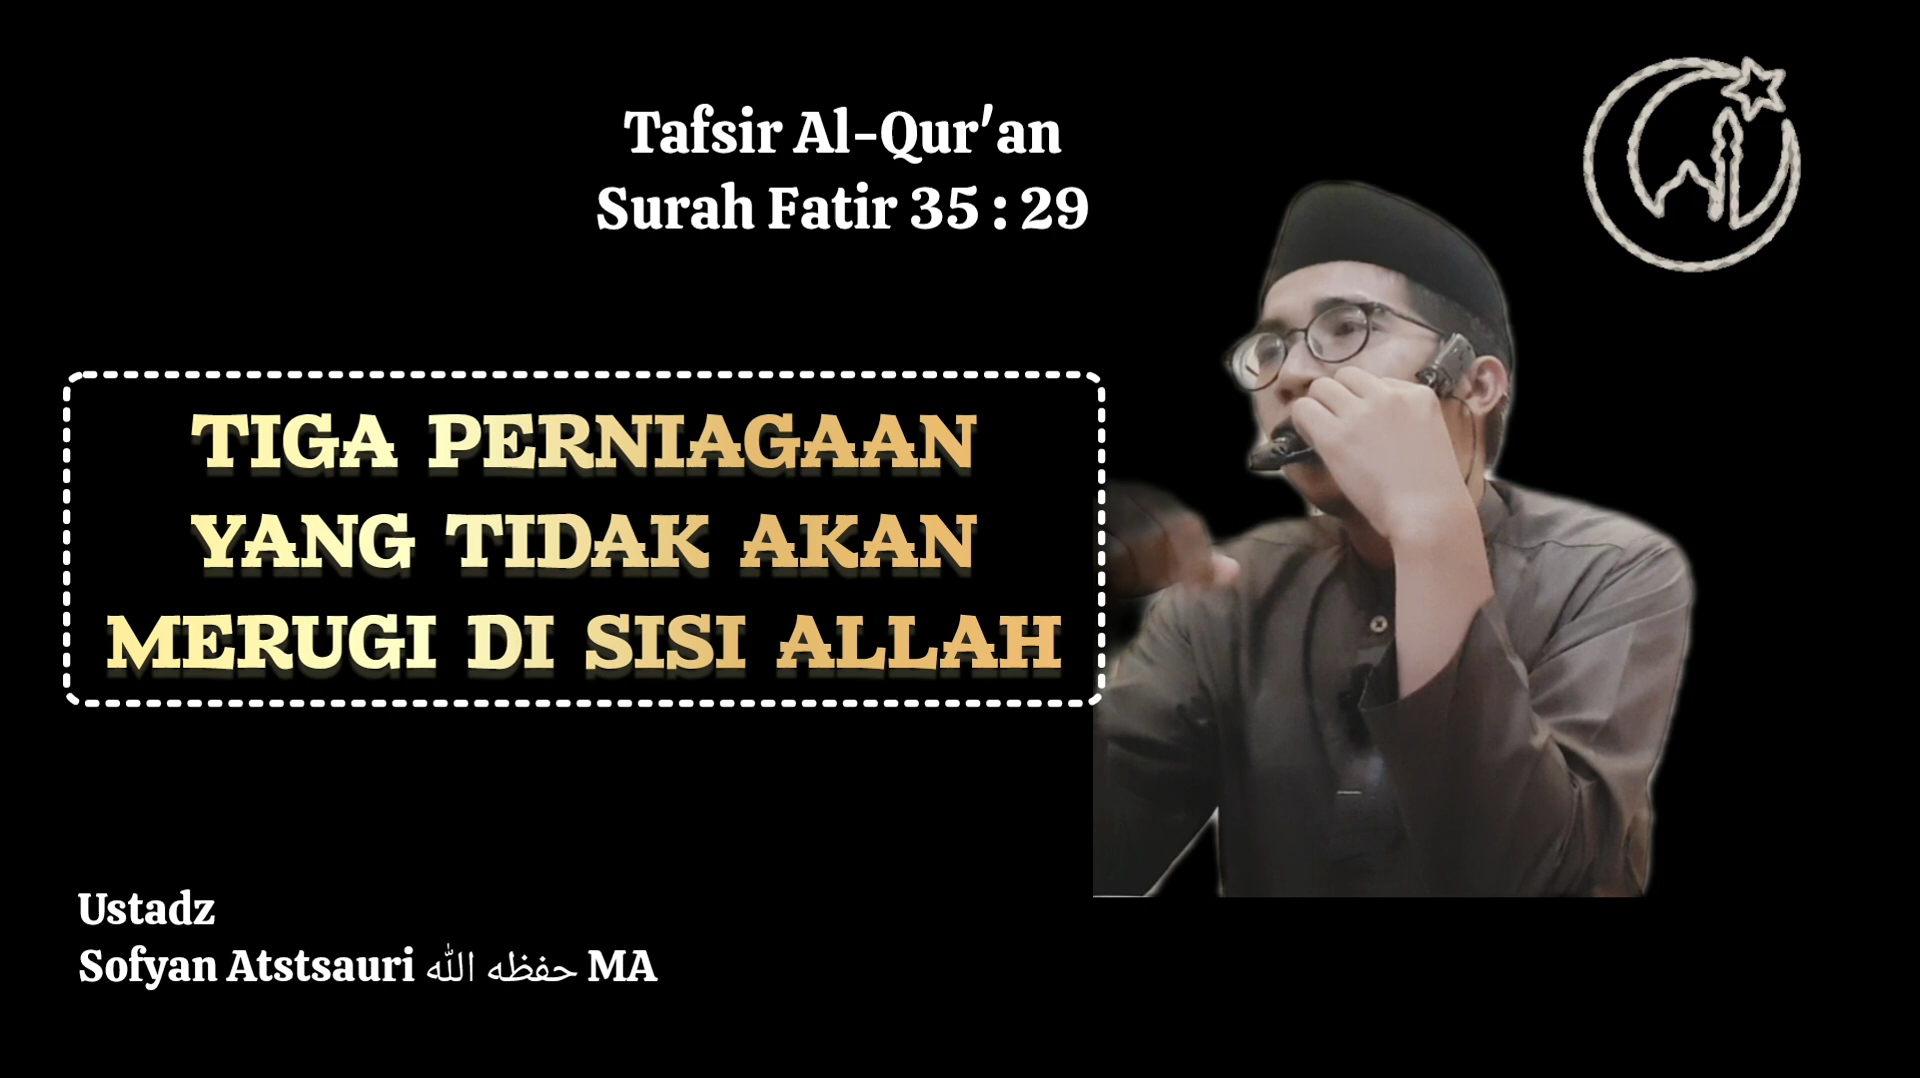 Tafsir Al-Qur'an
Surah Fatir 35 : 29
TIGA PERNIAGAAN
YANG TIDAK AKAN
MERUGI DI SISI ALLAH
Ustadz
Sofyan Atstsauri حفظه الله MA